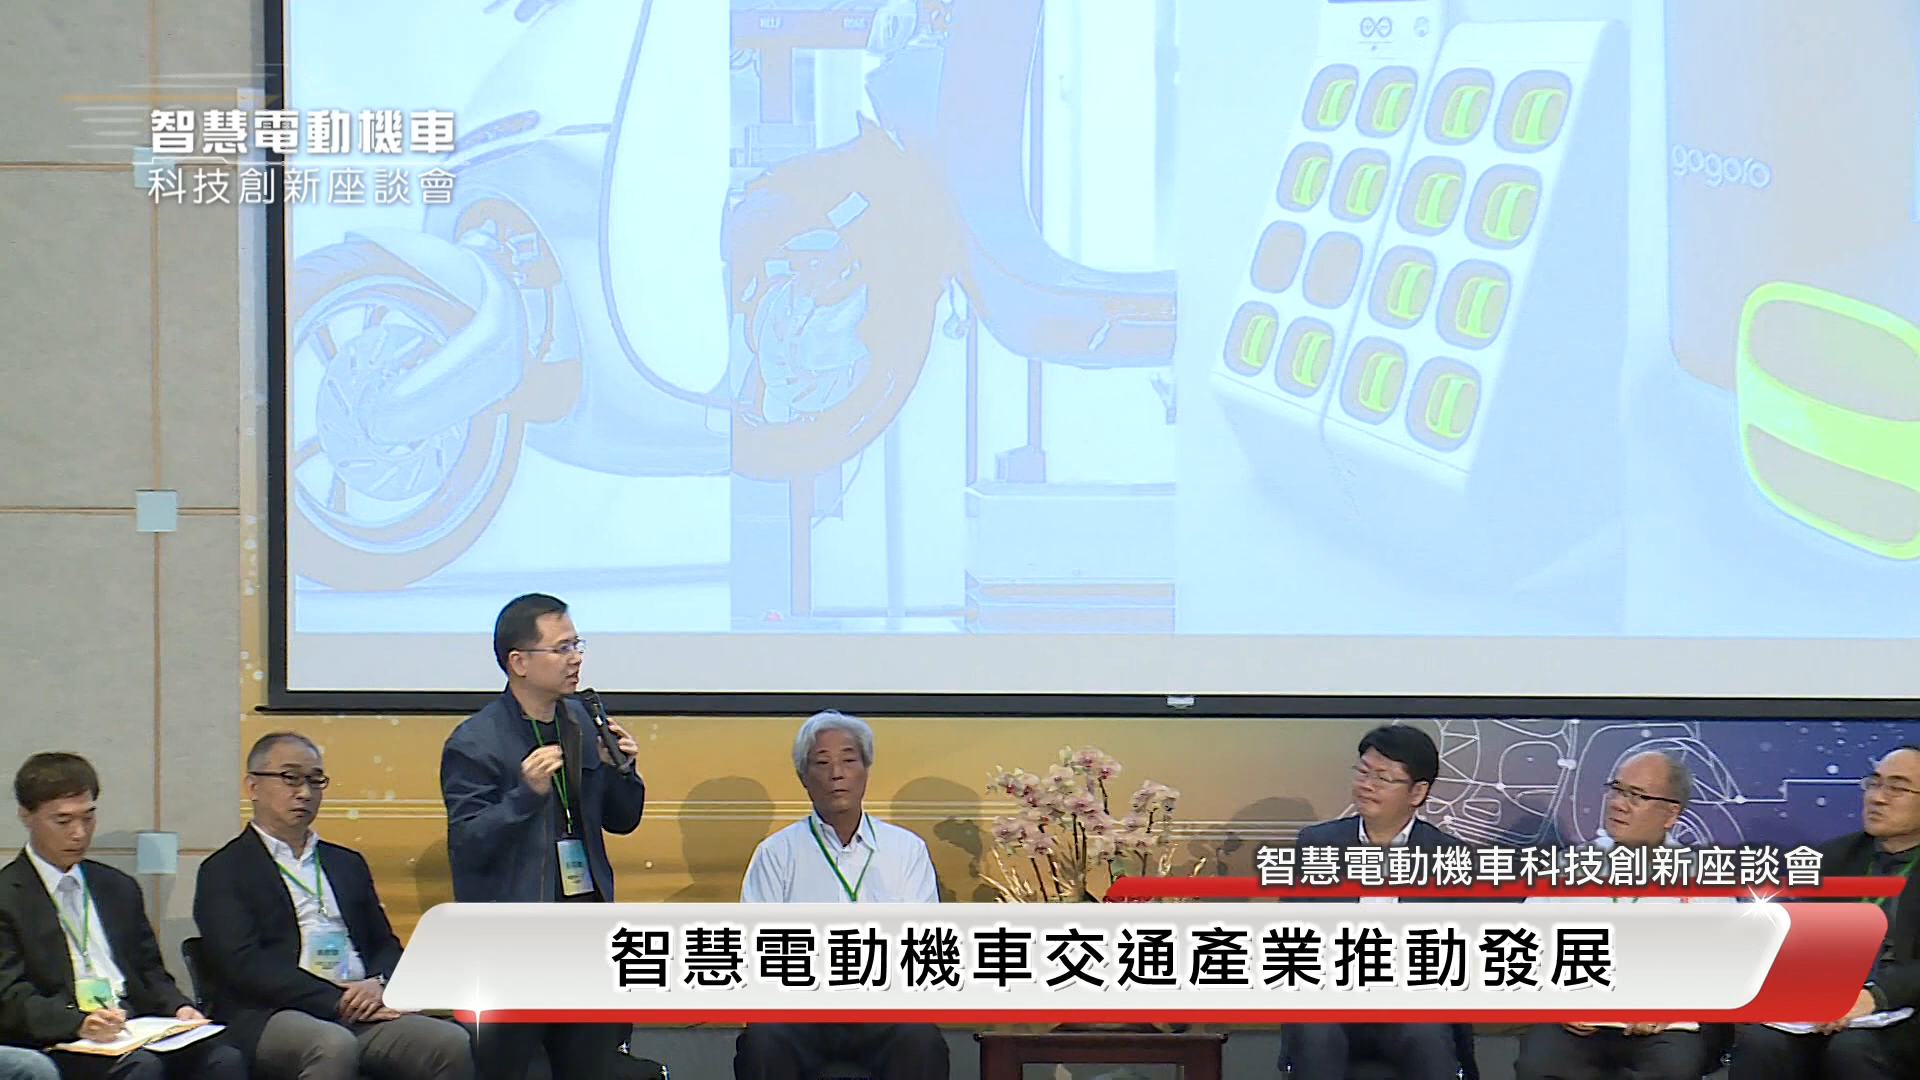 智慧電動機車
科技創新座談會
gogoro
智慧電動機車科技創新座談會
智慧電動機車交通產業推動發展